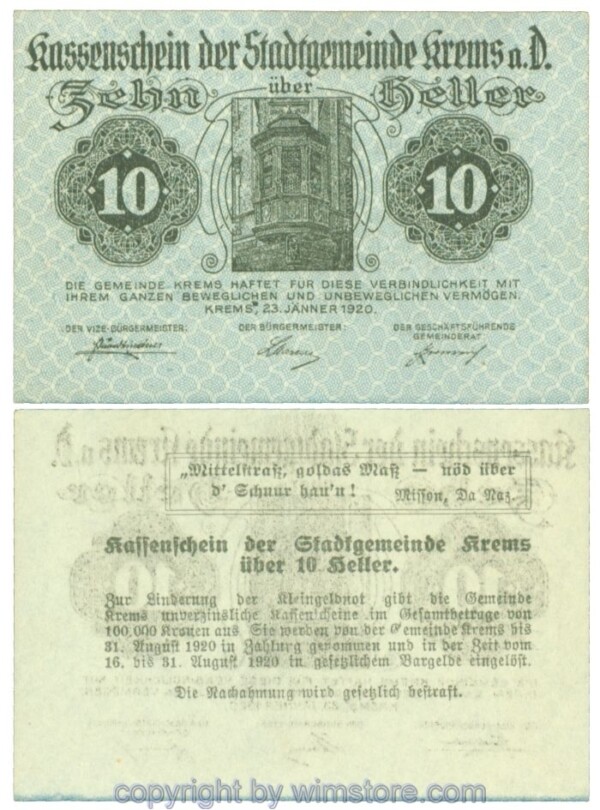 Kassenschein der Stadtgemeinde Krems a.D.
Zehn über Heller
10 10
DIE GEMEINDE KREMS HAFTET FÜR DIESE VERBINDLICHKEIT MIT
IHREM GANZEN BEWEGLICHEN UND UNBEWEGLICHEN VERMÖGEN.
KREMS, 23. JÄNNER 1920.
DER VIZE-BÜRGERMEISTER: DER BÜRGERMEISTER: DER GESCHÄFTSFÜHRENDE
GEMEINDERAT:
„Mittelstraß, goldas Maß — nöd über
d' Schnur hau'n! Misson, Da Naz.
Kassenschein der Stadtgemeinde Krems
über 10 Heller.
Zur Linderung der Kleingeldnot gibt die Gemeinde
Krems unverzinsliche Kassenscheine im Gesamtbetrage von
100.000 Kronen aus Sie werden von der Gemeinde Krems bis
31. August 1920 in Zahlung genommen und in der Zeit vom
16. bis 31. August 1920 in gesetzlichem Bargelde eingelöst.
Die Nachahmung wird gesetzlich bestraft.
copyright by wimstore.com